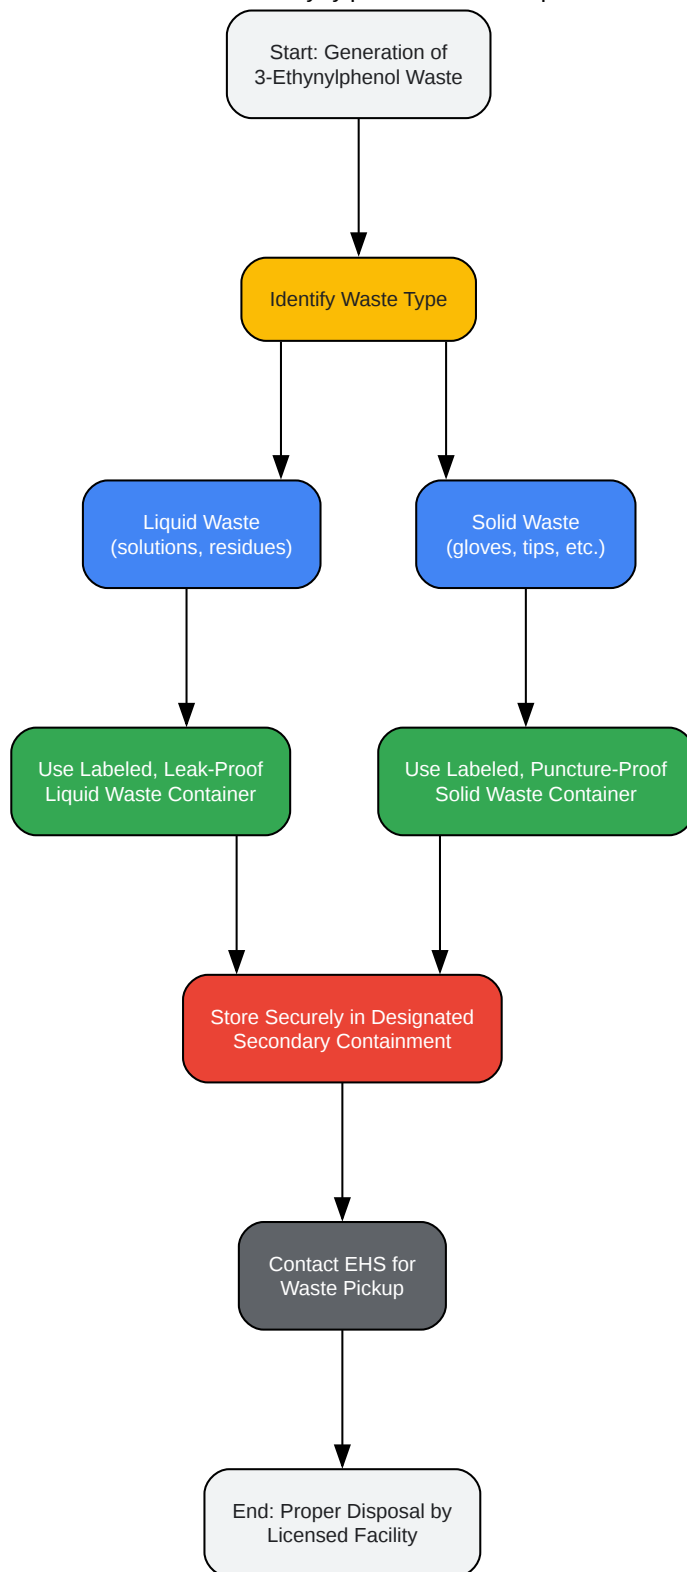 Start: Generation of
3-Ethynylphenol Waste
Identify Waste Type
Liquid Waste
(solutions, residues)
Solid Waste
(gloves, tips, etc.)
Use Labeled, Leak-Proof
Liquid Waste Container
Use Labeled, Puncture-Proof
Solid Waste Container
Store Securely in Designated
Secondary Containment
Contact EHS for
Waste Pickup
End: Proper Disposal by
Licensed Facility